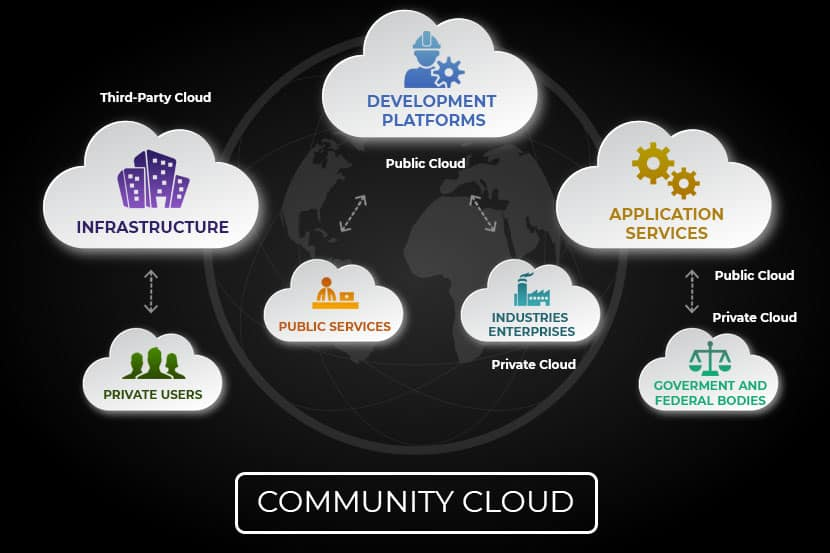 DEVELOPMENT
PLATFORMS
Third-Party Cloud
Public Cloud
INFRASTRUCTURE
APPLICATION
SERVICES
Public Cloud
PUBLIC SERVICES
INDUSTRIES
ENTERPRISES
Private Cloud
Private Cloud
PRIVATE USERS
GOVERMENT AND
FEDERAL BODIES
COMMUNITY CLOUD